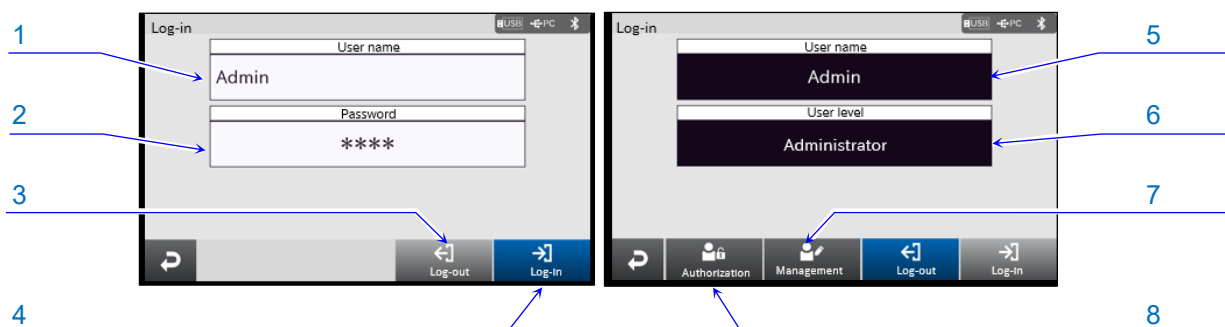 1
2
3
4
Log-in
USB PC
User name
Admin
Password
****
Log-out
Log-in
Log-in
USB PC
User name
Admin
User level
Administrator
Authorization
Management
Log-out
Log-in
5
6
7
8